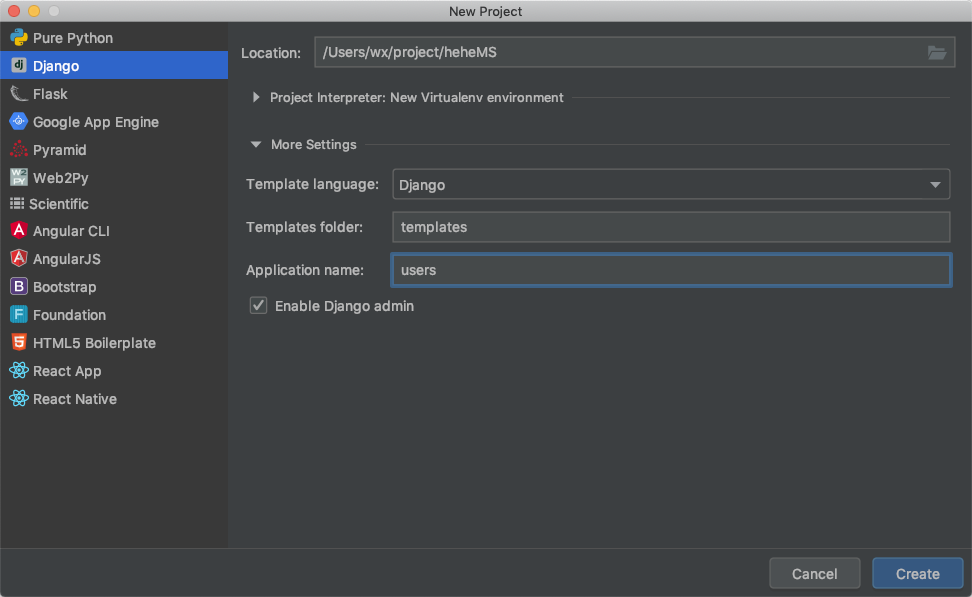 New Project
Pure Python
Django
Flask
Google App Engine
Pyramid
Web2Py
Scientific
Angular CLI
AngularJS
Bootstrap
Foundation
HTML5 Boilerplate
React App
React Native
Location: /Users/wx/project/heheMS
Project Interpreter: New Virtualenv environment
More Settings
Template language: Django
Templates folder: templates
Application name: users
Enable Django admin
Cancel Create